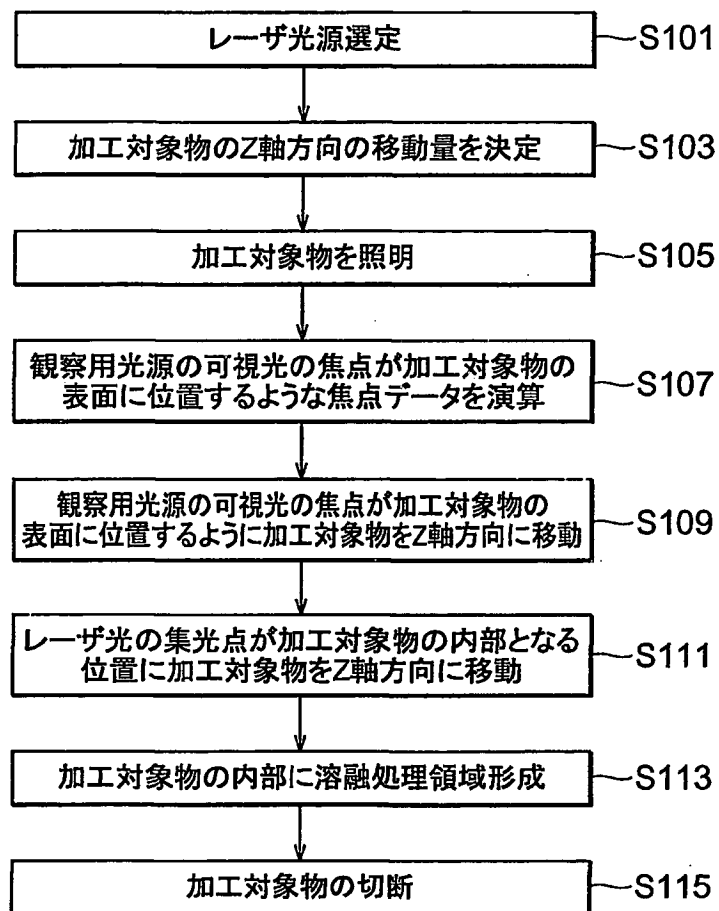 レーザ光源選定
S101
加工対象物のZ軸方向の移動量を決定
S103
加工対象物を照明
S105
観察用光源の可視光の焦点が加工対象物の
表面に位置するような焦点データを演算
S107
観察用光源の可視光の焦点が加工対象物の
表面に位置するように加工対象物をZ軸方向に移動
S109
レーザ光の集光点が加工対象物の内部となる
位置に加工対象物をZ軸方向に移動
S111
加工対象物の内部に溶融処理領域形成
S113
加工対象物の切断
S115